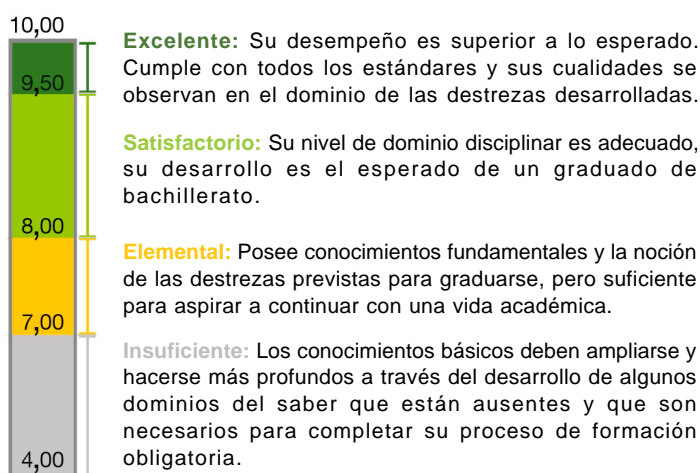 10,00
Excelente: Su desempeño es superior a lo esperado.
Cumple con todos los estándares y sus cualidades se
9,50
observan en el dominio de las destrezas desarrolladas.
Satisfactorio: Su nivel de dominio disciplinar es adecuado,
su desarrollo es el esperado de un graduado de
bachillerato.
8,00
Elemental: Posee conocimientos fundamentales y la noción
de las destrezas previstas para graduarse, pero suficiente
para aspirar a continuar con una vida académica.
7,00
Insuficiente: Los conocimientos básicos deben ampliarse y
hacerse más profundos a través del desarrollo de algunos
dominios del saber que están ausentes y que son
necesarios para completar su proceso de formación
obligatoria.
4,00